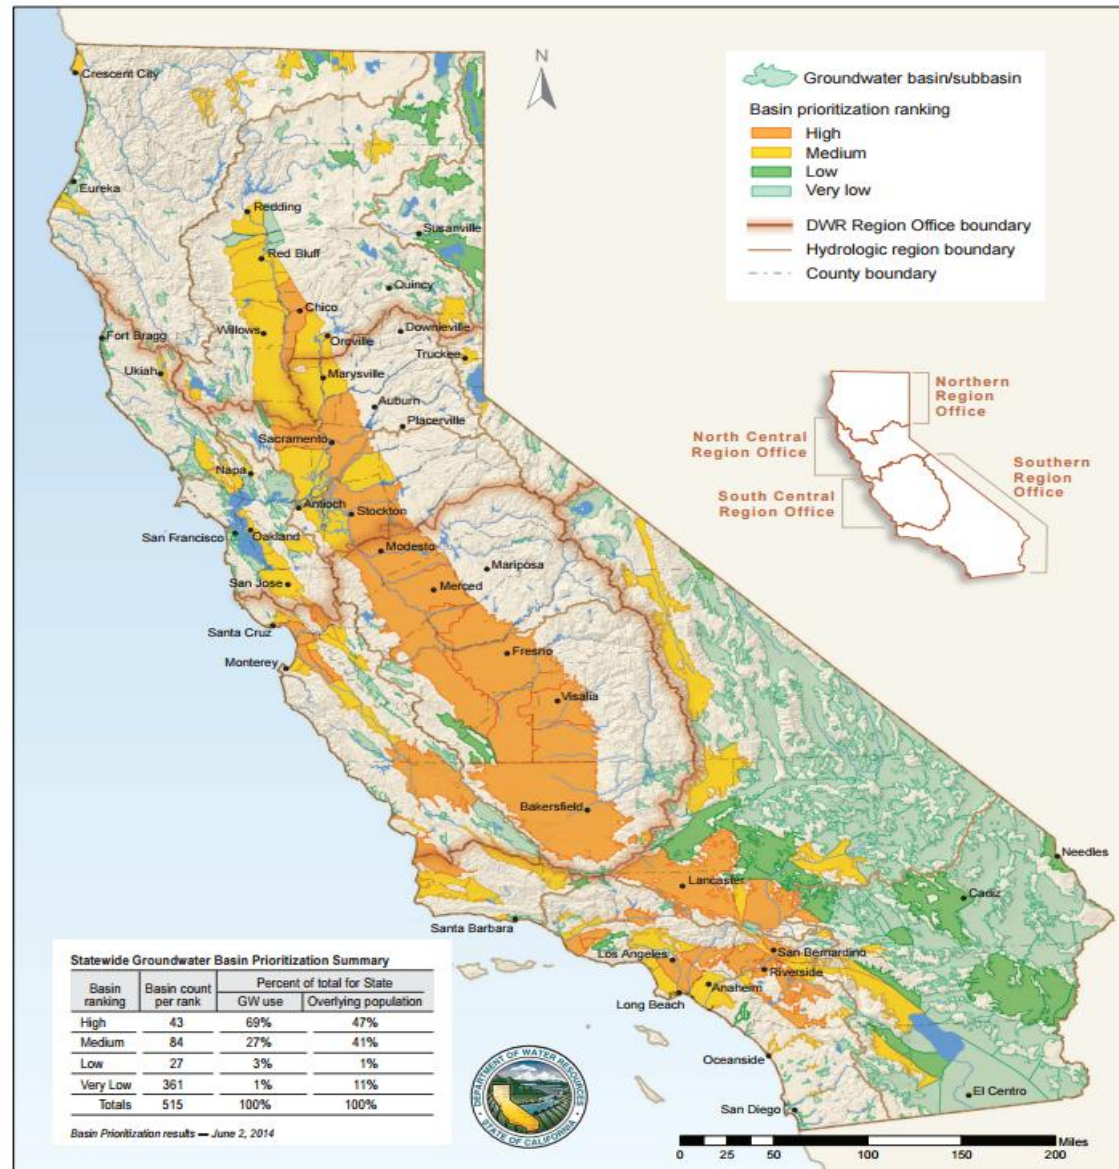 N
Crescent City
Eureka
Redding
Red Bluff
Susanville
Quincy
Chico
Willows
Oroville
Downieville
Truckee
Fort Bragg
Ukiah
Marysville
Auburn
Placerville
Sacramento
Napa
Antioch
Stockton
San Francisco
Oakland
Modesto
Mariposa
San Jose
Merced
Santa Cruz
Monterey
Fresno
Visalia
Bakersfield
Needles
Lancaster
Cadiz
Santa Barbara
Los Angeles
San Bernardino
Riverside
Anaheim
Long Beach
Oceanside
El Centro
San Diego
Groundwater basin/subbasin
Basin prioritization ranking
High
Medium
Low
Very low
DWR Region Office boundary
Hydrologic region boundary
County boundary
Northern
Region
Office
North Central
Region Office
South Central
Region Office
Southern
Region
Office
Statewide Groundwater Basin Prioritization Summary
Basin ranking Basin count per rank Percent of total for State
GW use Overlying population
High 43 69% 47%
Medium 84 27% 41%
Low 27 3% 1%
Very Low 361 1% 11%
Totals 515 100% 100%
Basin Prioritization results — June 2, 2014
DEPARTMENT OF WATER RESOURCES
STATE OF CALIFORNIA
Miles
0 25 50 100 150 200